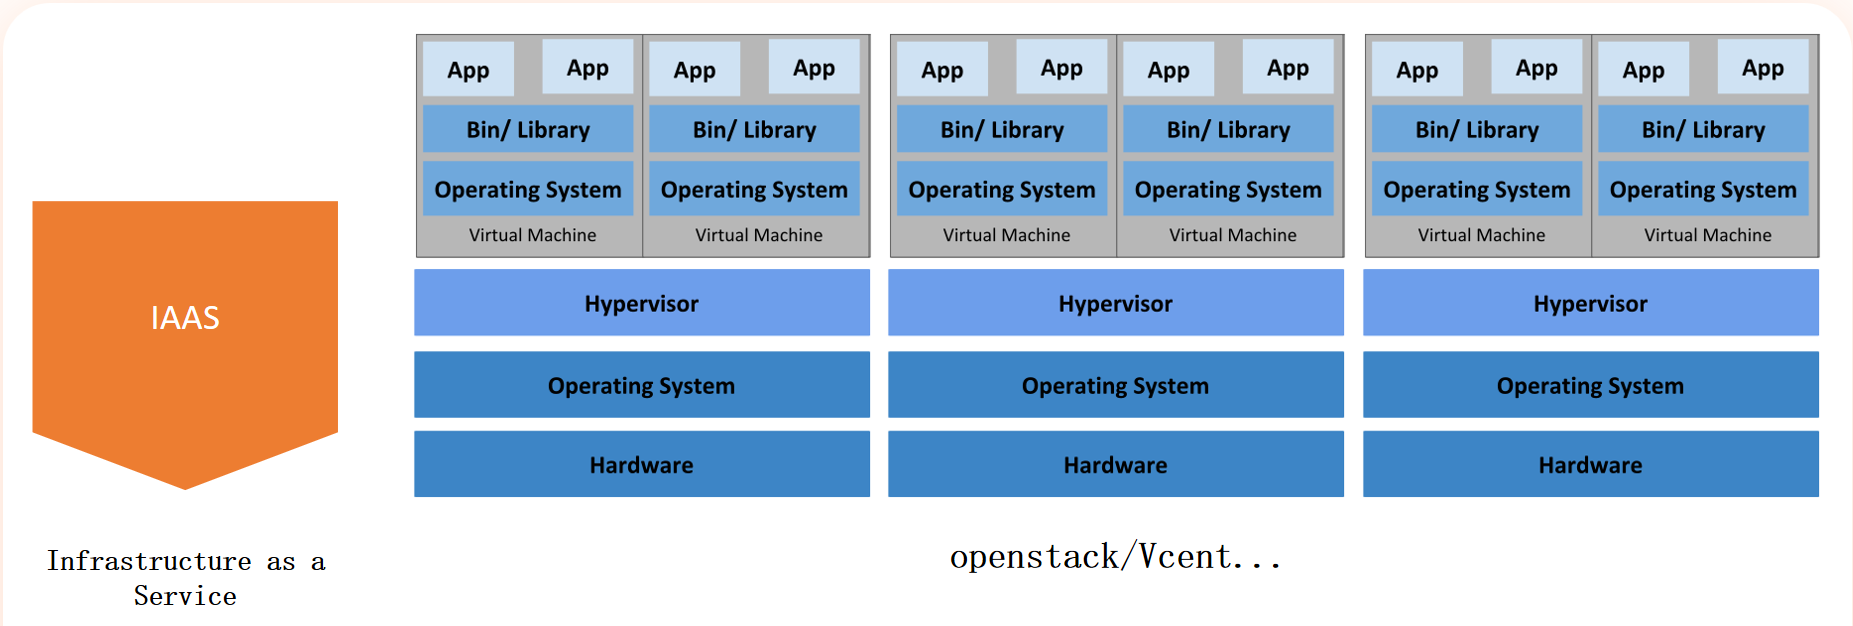 App App App App App App App App App App App App
Bin/ Library Bin/ Library Bin/ Library Bin/ Library Bin/ Library Bin/ Library
Operating System Operating System Operating System Operating System Operating System Operating System
Virtual Machine Virtual Machine Virtual Machine Virtual Machine Virtual Machine Virtual Machine
IAAS
Hypervisor Hypervisor Hypervisor
Operating System Operating System Operating System
Hardware Hardware Hardware
Infrastructure as a
Service
openstack/Vcent...